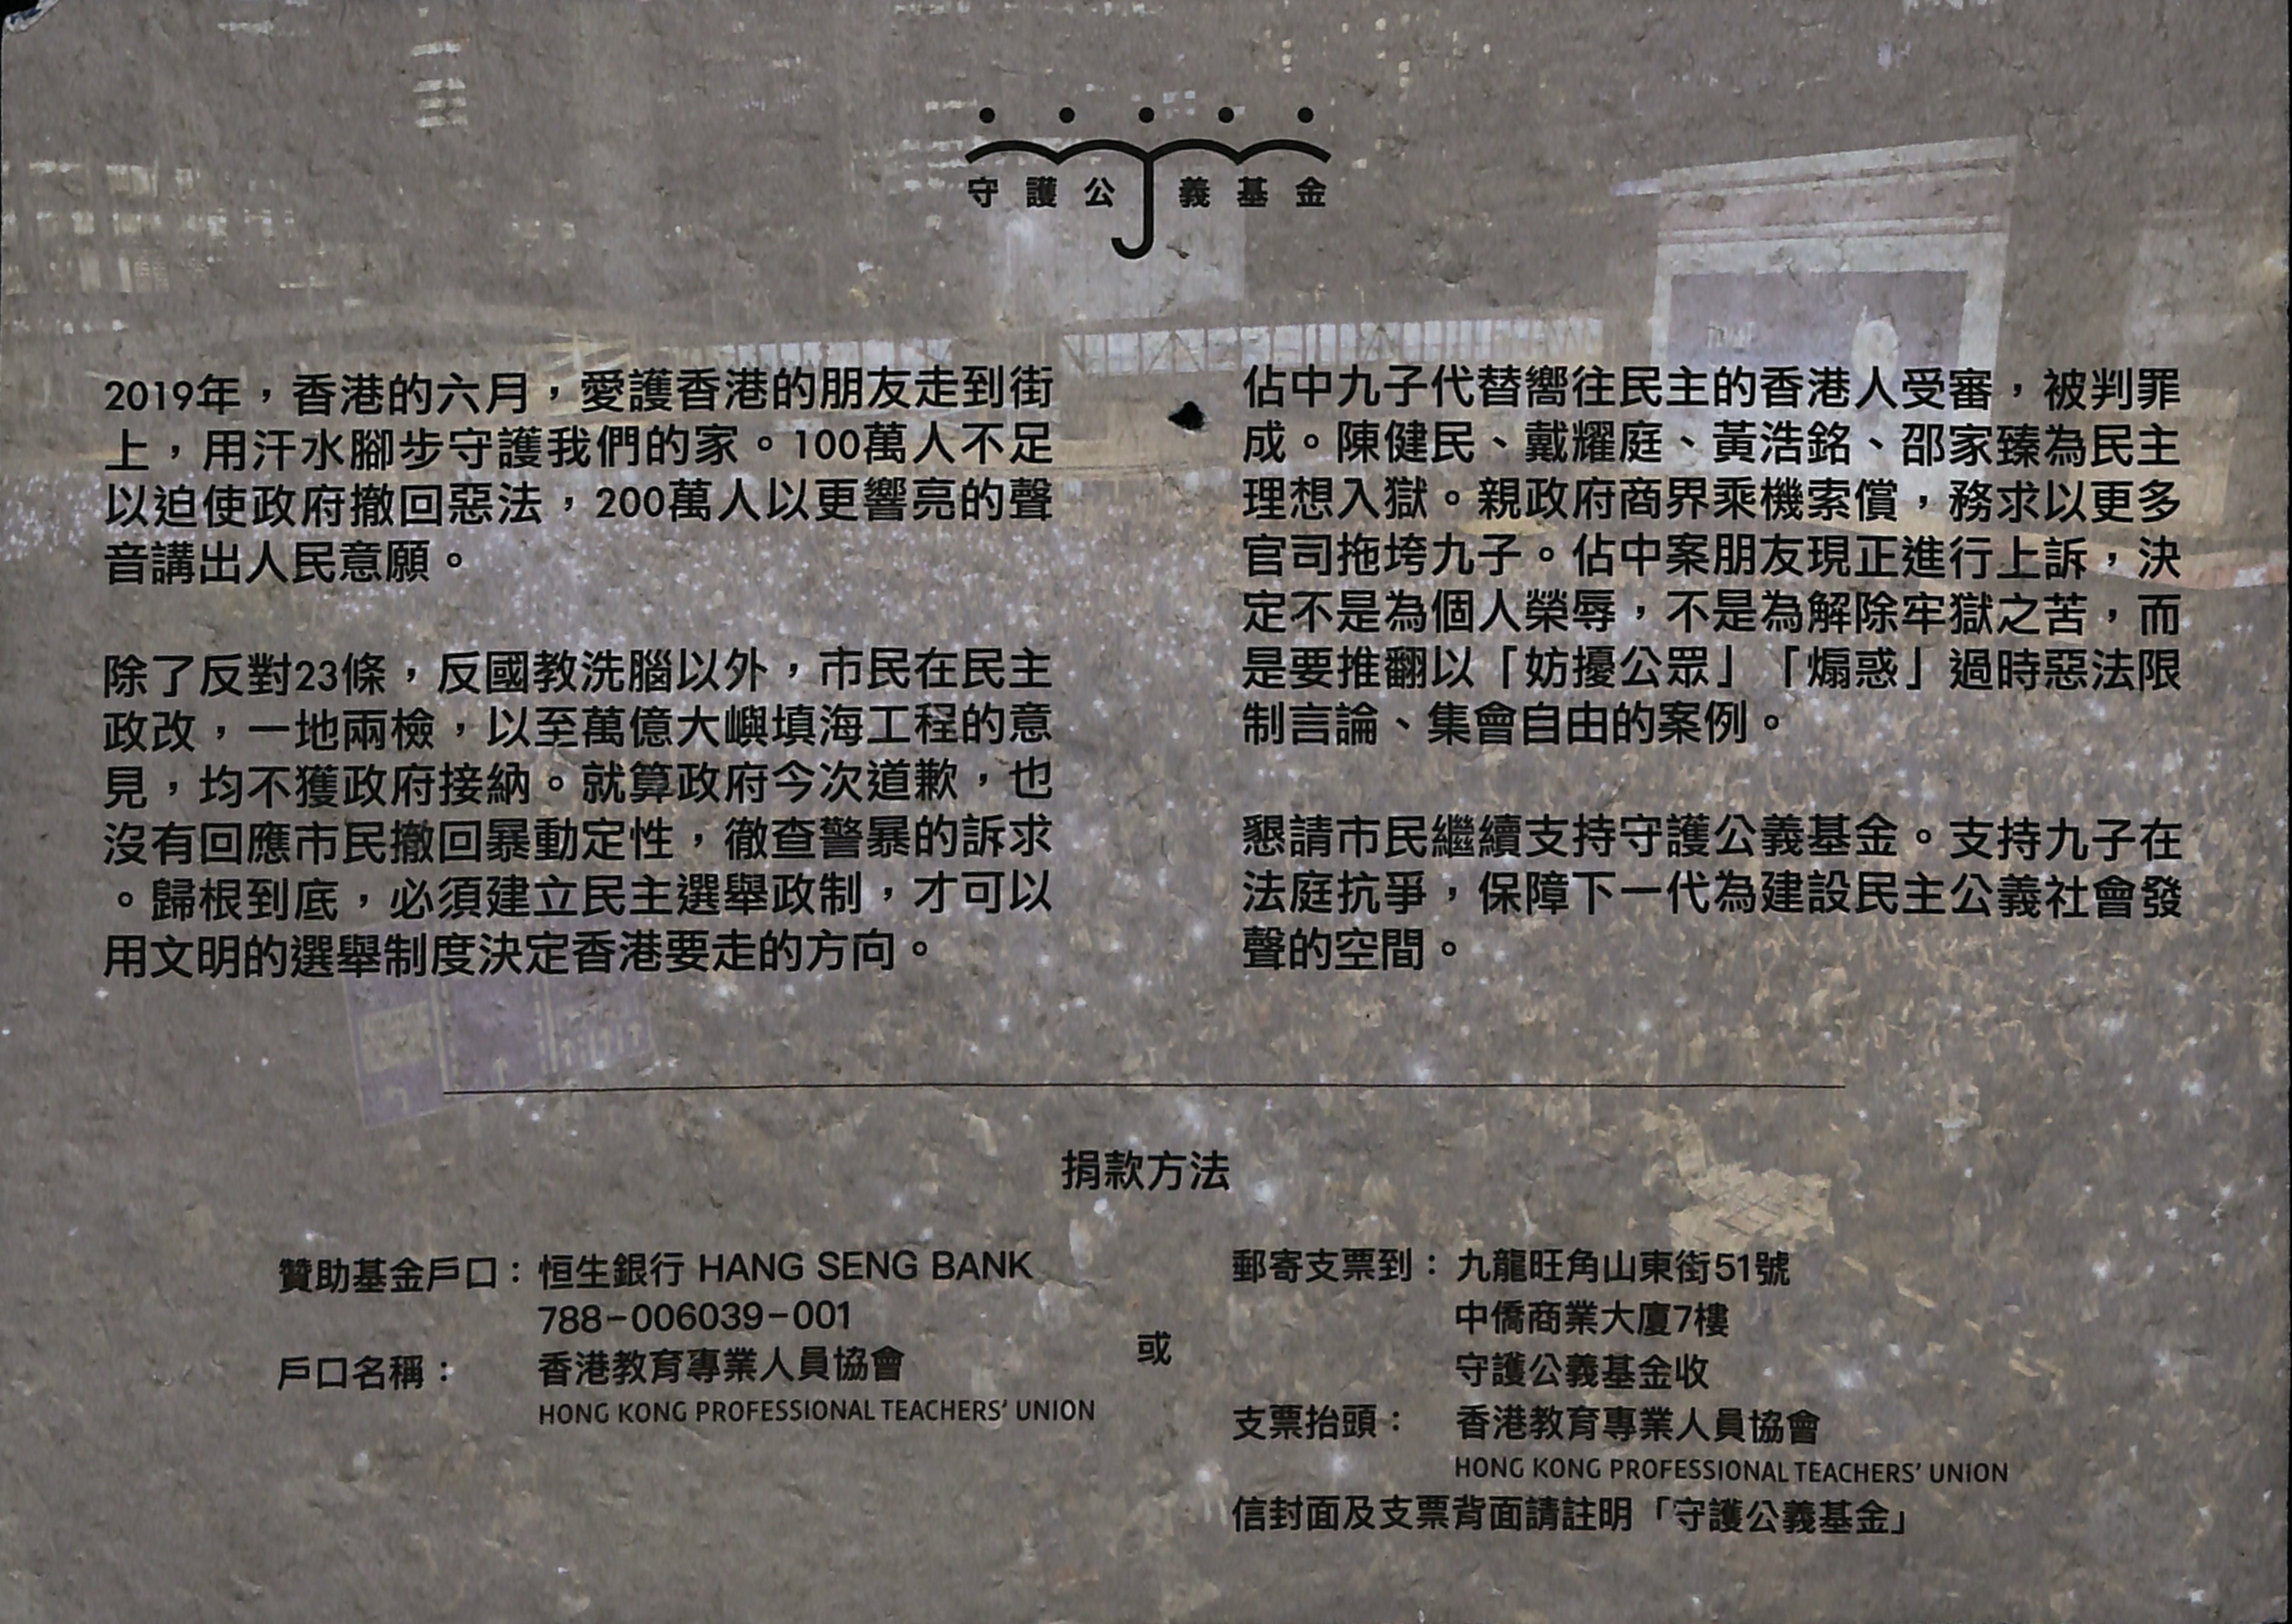 守護公義基金
2019年，香港的六月，愛護香港的朋友走到街
上，用汗水腳步守護我們的家。100萬人不足
以迫使政府撤回惡法，200萬人以更響亮的聲
音講出人民意願。
除了反對23條，反國教洗腦以外，市民在民主
政改，一地兩檢，以至萬億大嶼填海工程的意
見，均不獲政府接納。就算政府今次道歉，也
沒有回應市民撤回暴動定性，徹查警暴的訴求
。歸根到底，必須建立民主選舉政制，才可以
用文明的選舉制度決定香港要走的方向。
佔中九子代替嚮往民主的香港人受審，被判罪
成。陳健民、戴耀庭、黃浩銘、邵家臻為民主
理想入獄。親政府商界乘機索償，務求以更多
官司拖垮九子。佔中案朋友現正進行上訴，決
定不是為個人榮辱，不是為解除牢獄之苦，而
是要推翻以「妨擾公眾」「煽惑」過時惡法限
制言論、集會自由的案例。
懇請市民繼續支持守護公義基金。支持九子在
法庭抗爭，保障下一代為建設民主公義社會發
聲的空間。
捐款方法
贊助基金戶口：恒生銀行 HANG SENG BANK
788-006039-001
戶口名稱：香港教育專業人員協會
HONG KONG PROFESSIONAL TEACHERS' UNION
或
郵寄支票到：九龍旺角山東街51號
中僑商業大廈7樓
守護公義基金收
支票抬頭：香港教育專業人員協會
HONG KONG PROFESSIONAL TEACHERS' UNION
信封面及支票背面請註明「守護公義基金」